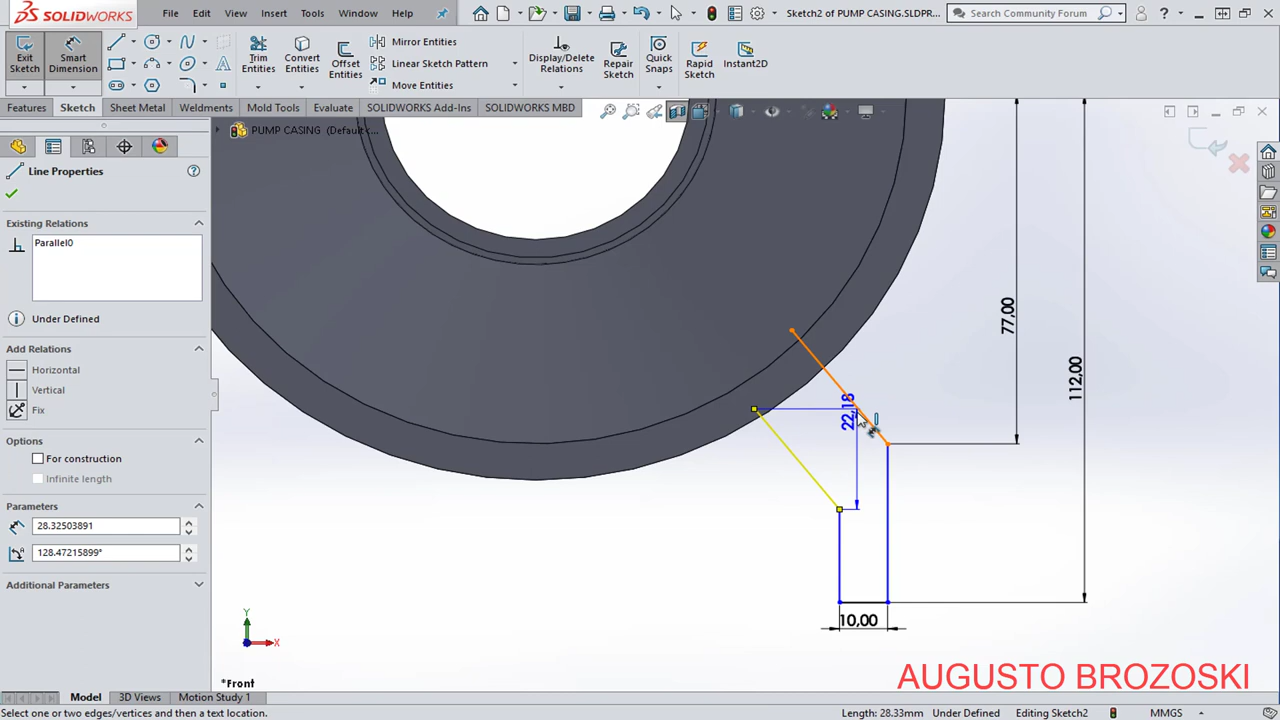 SOLIDWORKS
File Edit View Insert Tools Window Help
Sketch2 of PUMP CASING.SLDPR...
Search Community Forum
Exit Sketch
Smart Dimension
Trim Entities
Convert Entities
Offset Entities
Mirror Entities
Linear Sketch Pattern
Move Entities
Display/Delete Relations
Repair Sketch
Quick Snaps
Rapid Sketch
Instant2D
Features Sketch Sheet Metal Weldments Mold Tools Evaluate SOLIDWORKS Add-Ins SOLIDWORKS MBD
PUMP CASING (Default<...
Line Properties
Existing Relations
Parallel0
Under Defined
Add Relations
Horizontal
Vertical
Fix
Options
For construction
Infinite length
Parameters
28.32503891
128.47215899°
Additional Parameters
77,00
112,00
22,18
10,00
Y
X
*Front
AUGUSTO BROZOSKI
Model 3D Views Motion Study 1
Select one or two edges/vertices and then a text location.
Length: 28.33mm Under Defined Editing Sketch2 MMGS